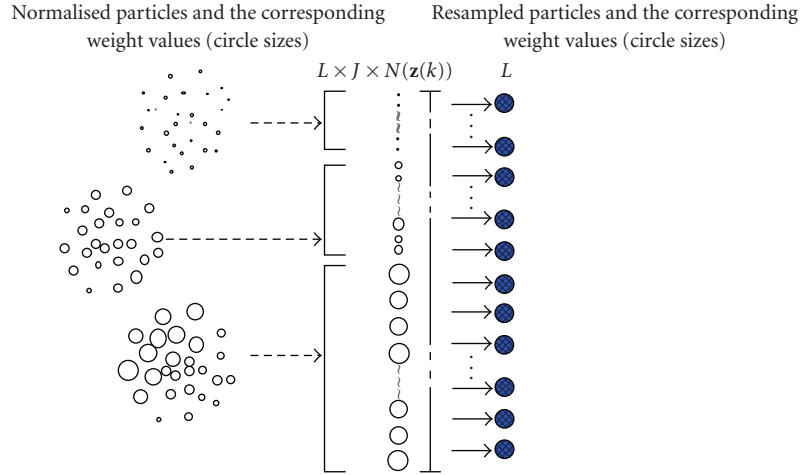 Normalised particles and the corresponding
weight values (circle sizes)
Resampled particles and the corresponding
weight values (circle sizes)
L × J × N(z(k))
L